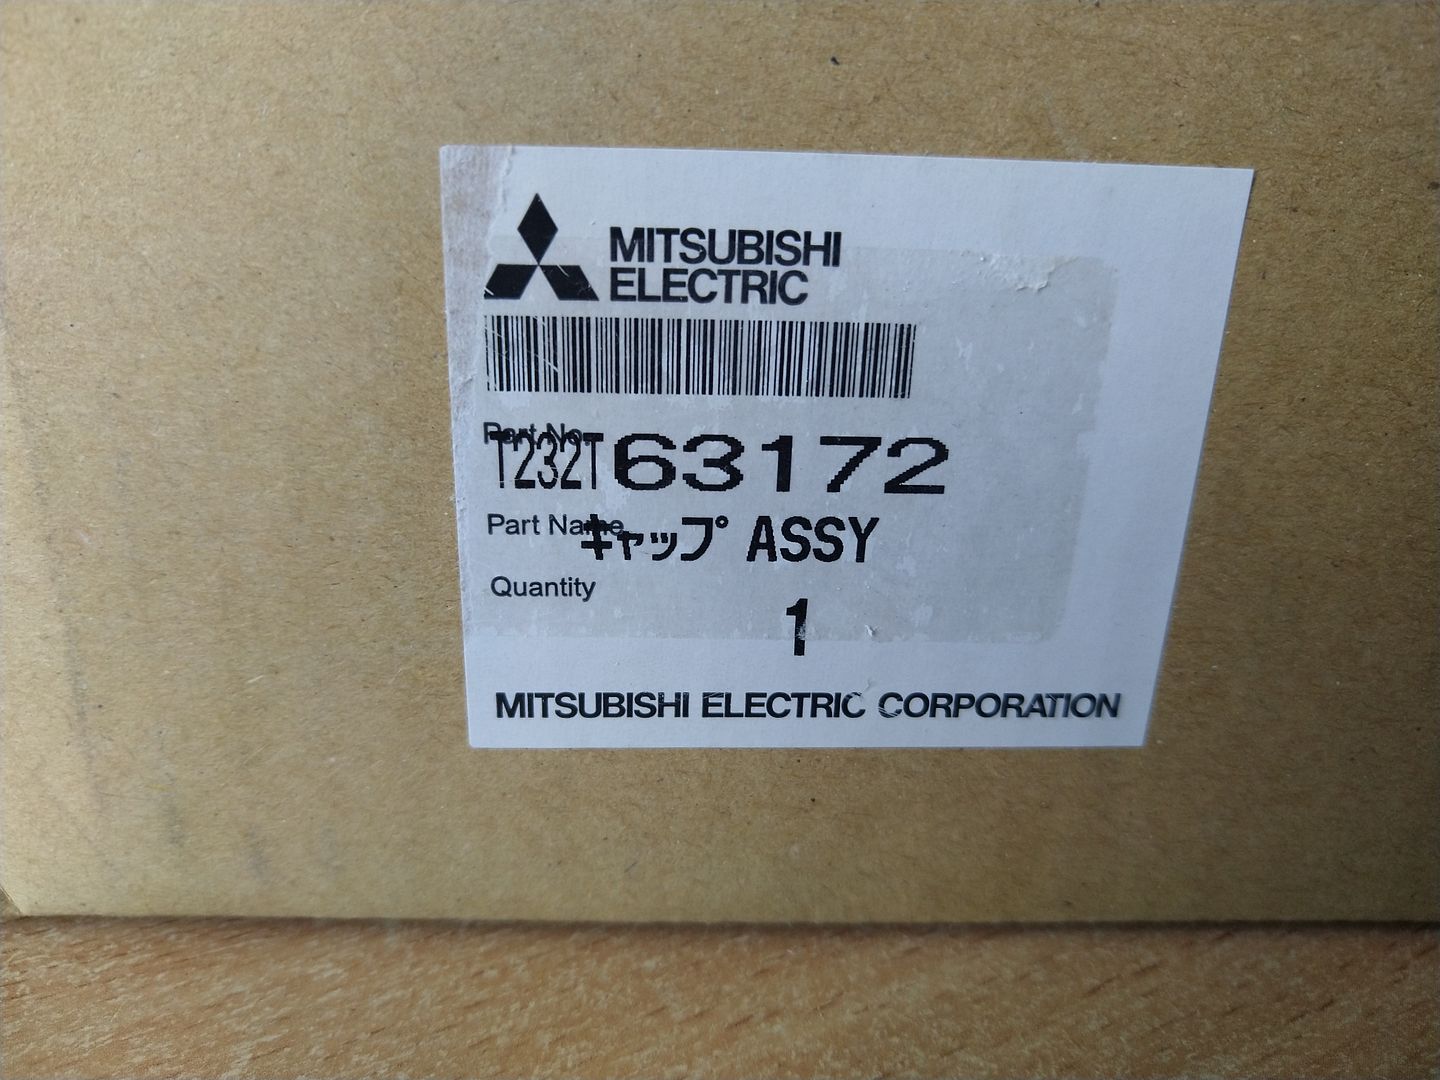 MITSUBISHI
ELECTRIC
Part No.
T232T63172
Part Name
ｷｬｯﾌﾟ ASSY
Quantity
1
MITSUBISHI ELECTRIC CORPORATION